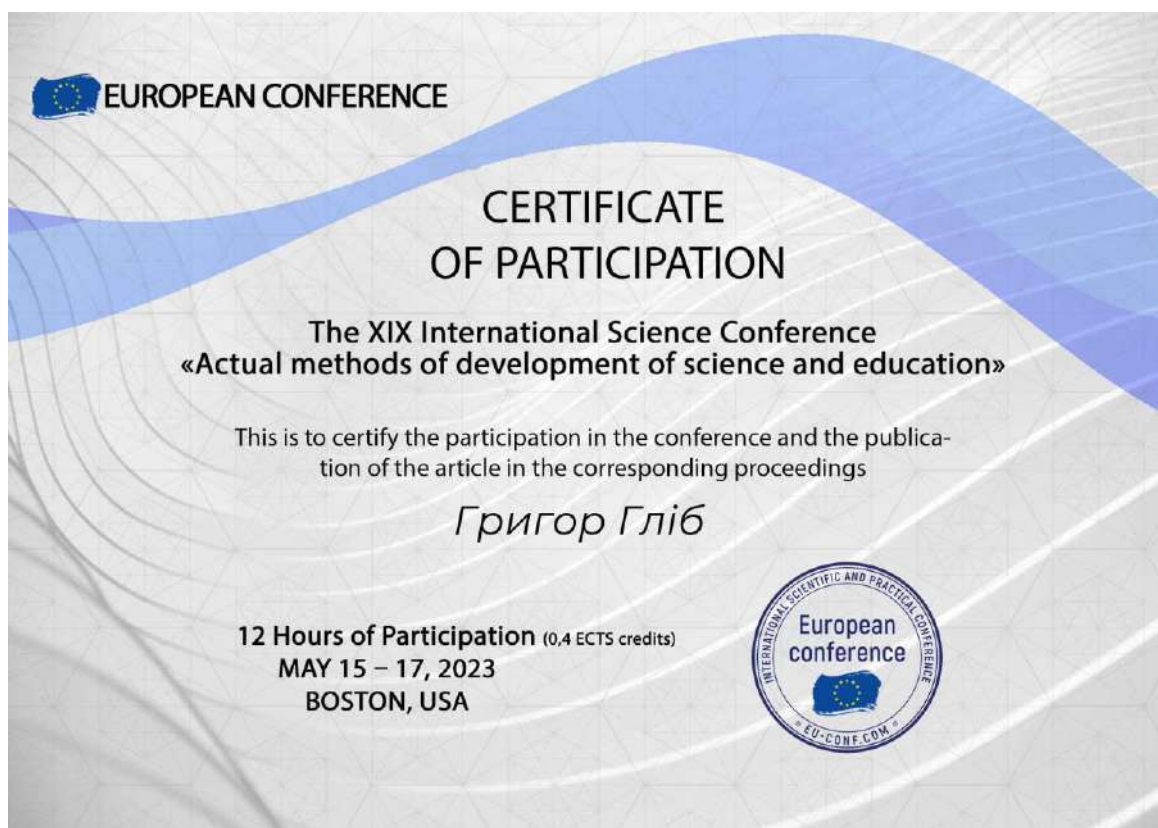 EUROPEAN CONFERENCE
CERTIFICATE
OF PARTICIPATION
The XIX International Science Conference
«Actual methods of development of science and education»
This is to certify the participation in the conference and the publica-
tion of the article in the corresponding proceedings
Григор Гліб
12 Hours of Participation (0,4 ECTS credits)
MAY 15 – 17, 2023
BOSTON, USA
INTERNATIONAL SCIENTIFIC AND PRACTICAL CONFERENCE
European
conference
EU-CONF.COM